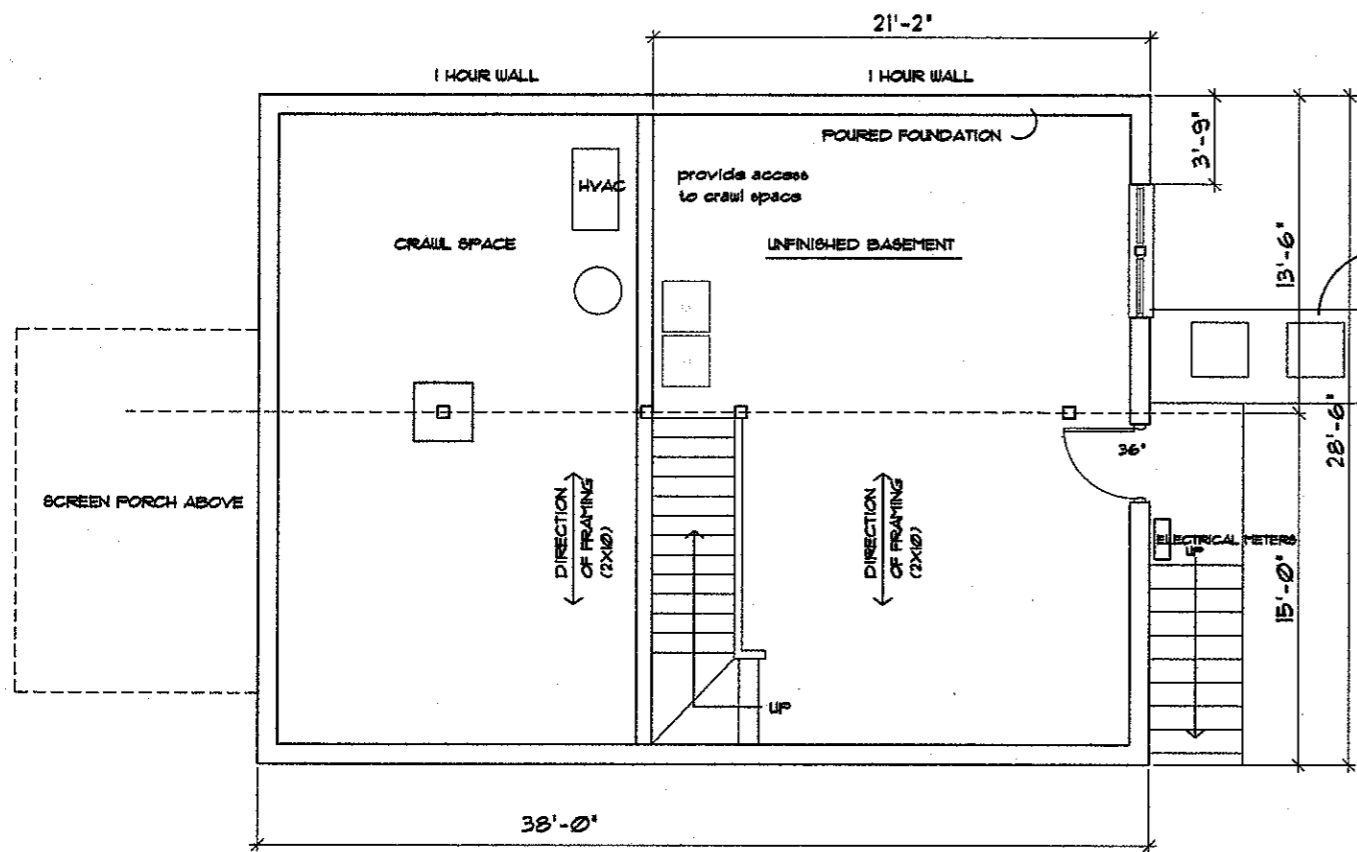 21'-2"
1 HOUR WALL
1 HOUR WALL
POURED FOUNDATION
3'-9"
HVAC
provide access
to crawl space
CRAWL SPACE
UNFINISHED BASEMENT
13'-6"
28'-6"
36"
SCREEN PORCH ABOVE
DIRECTION
OF FRAMING
(2X10)
DIRECTION
OF FRAMING
(2X10)
ELECTRICAL METERS
UP
15'-0"
UP
38'-0"